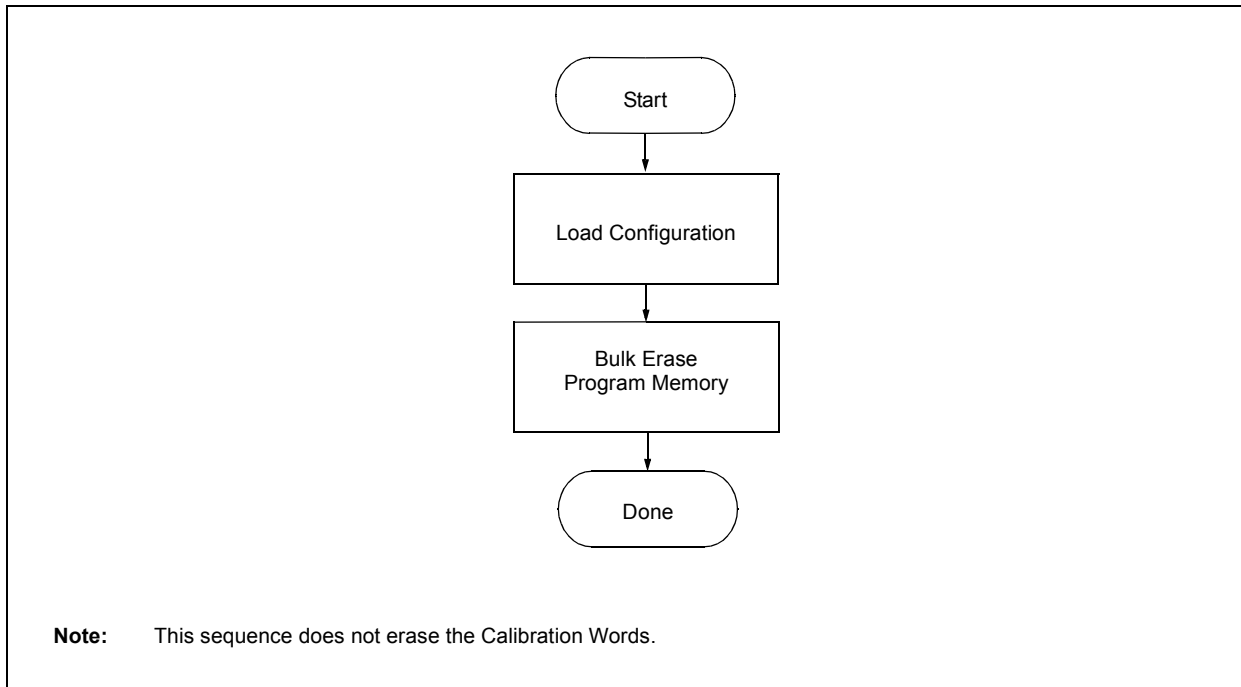 Start
Load Configuration
Bulk Erase
Program Memory
Done
Note: This sequence does not erase the Calibration Words.